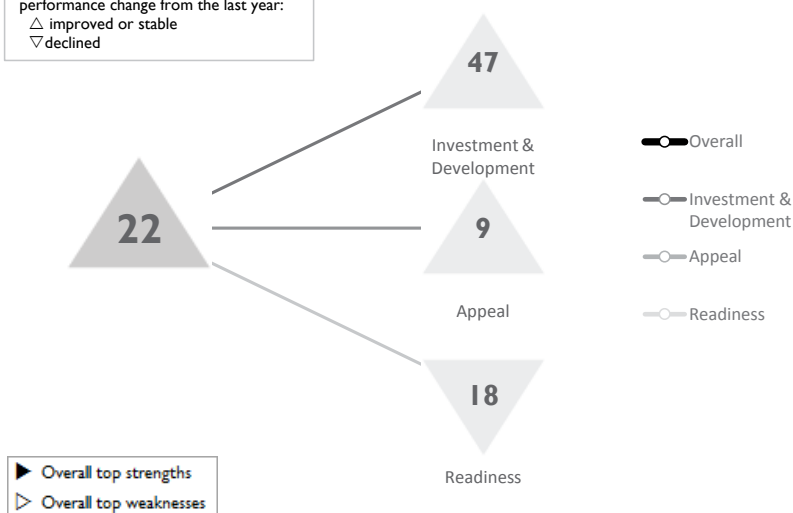 performance change from the last year:
△ improved or stable
▽ declined
47
Investment &
Development
22
9
Appeal
18
Readiness
Overall
Investment &
Development
Appeal
Readiness
▶ Overall top strengths
▷ Overall top weaknesses